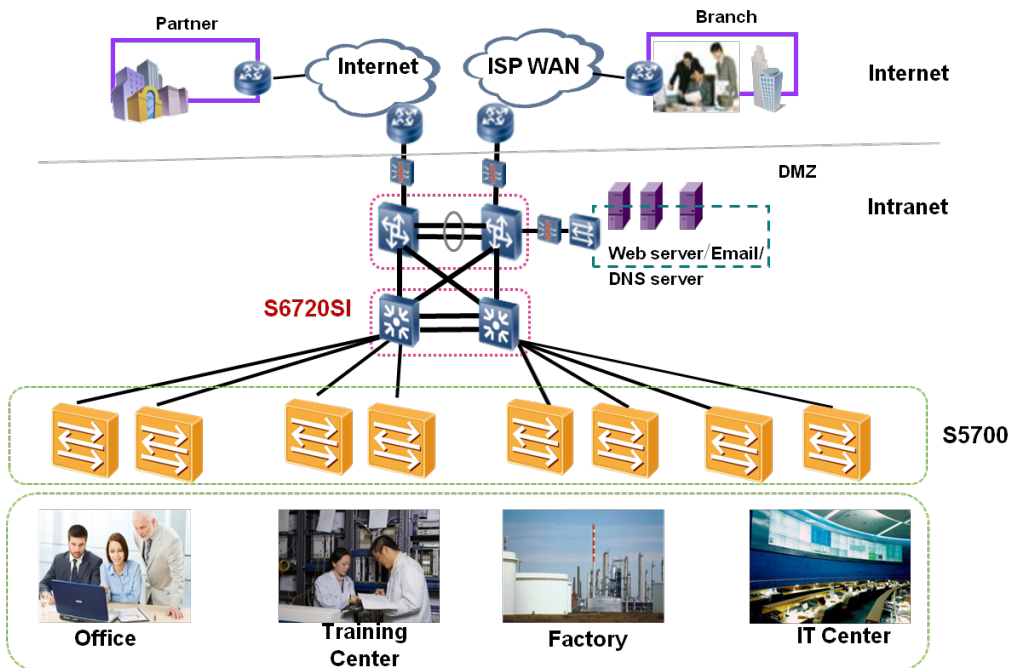 Partner
Branch
Internet
ISP WAN
Internet
DMZ
Intranet
Web server/Email/
DNS server
S6720SI
S5700
Office
Training
Center
Factory
IT Center